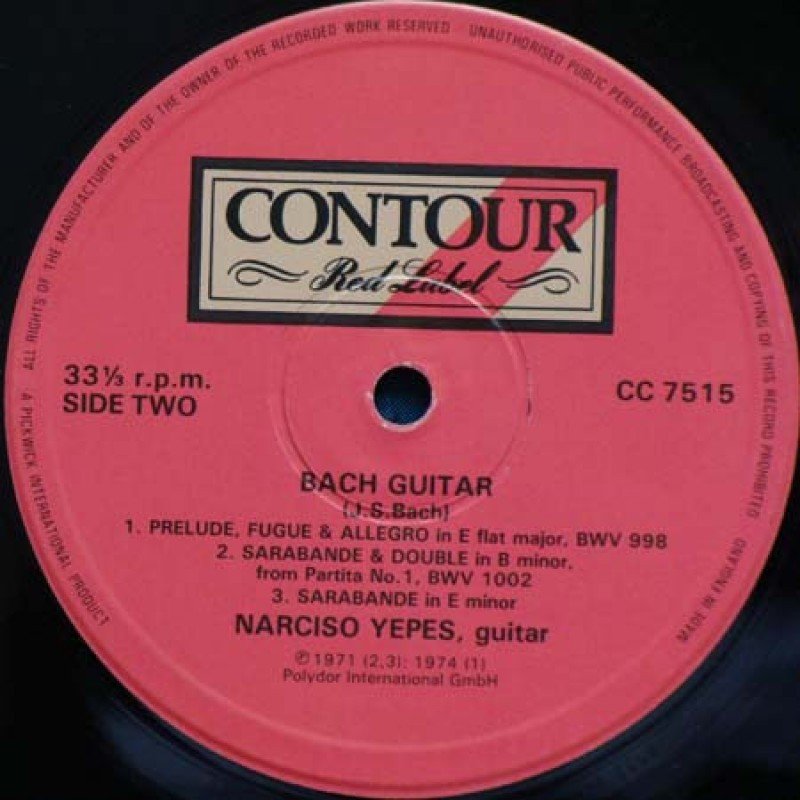 ALL RIGHTS OF THE MANUFACTURER AND OF THE OWNER OF THE RECORDED WORK RESERVED UNAUTHORISED PUBLIC PERFORMANCE BROADCASTING AND COPYING OF THIS RECORD PROHIBITED
CONTOUR
Red Label
33⅓ r.p.m.
SIDE TWO
CC 7515
BACH GUITAR
(J.S.Bach)
1. PRELUDE, FUGUE & ALLEGRO in E flat major, BWV 998
2. SARABANDE & DOUBLE in B minor,
from Partita No.1, BWV 1002
3. SARABANDE in E minor
NARCISO YEPES, guitar
℗1971 (2,3): 1974 (1)
Polydor International GmbH
A PICKWICK INTERNATIONAL PRODUCT
MADE IN ENGLAND